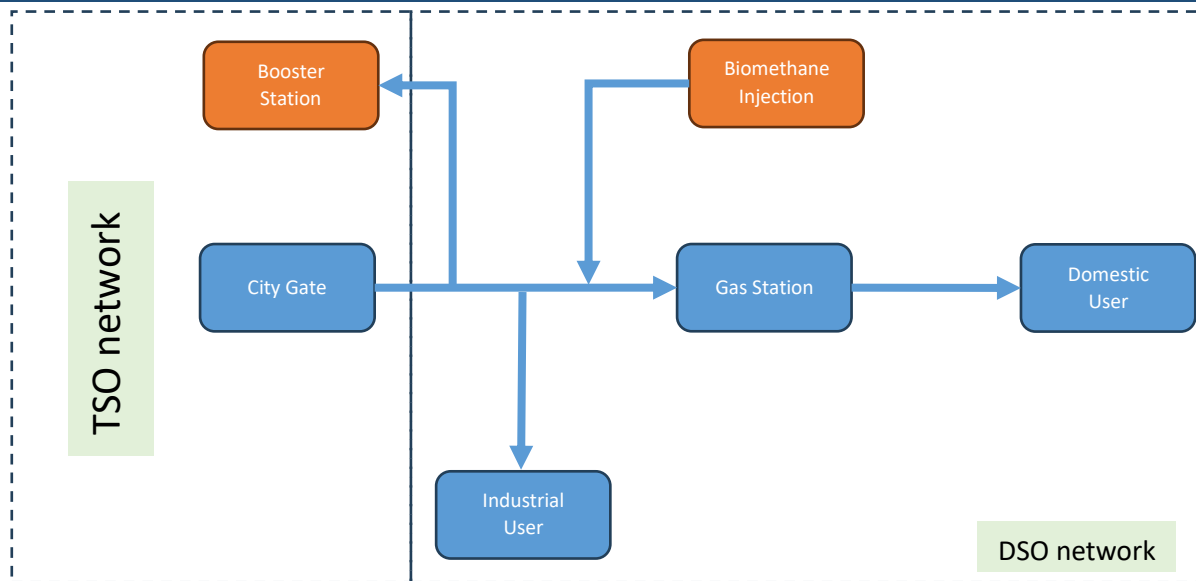 Booster
Station
Biomethane
Injection
TSO network
City Gate
Gas Station
Domestic
User
Industrial
User
DSO network